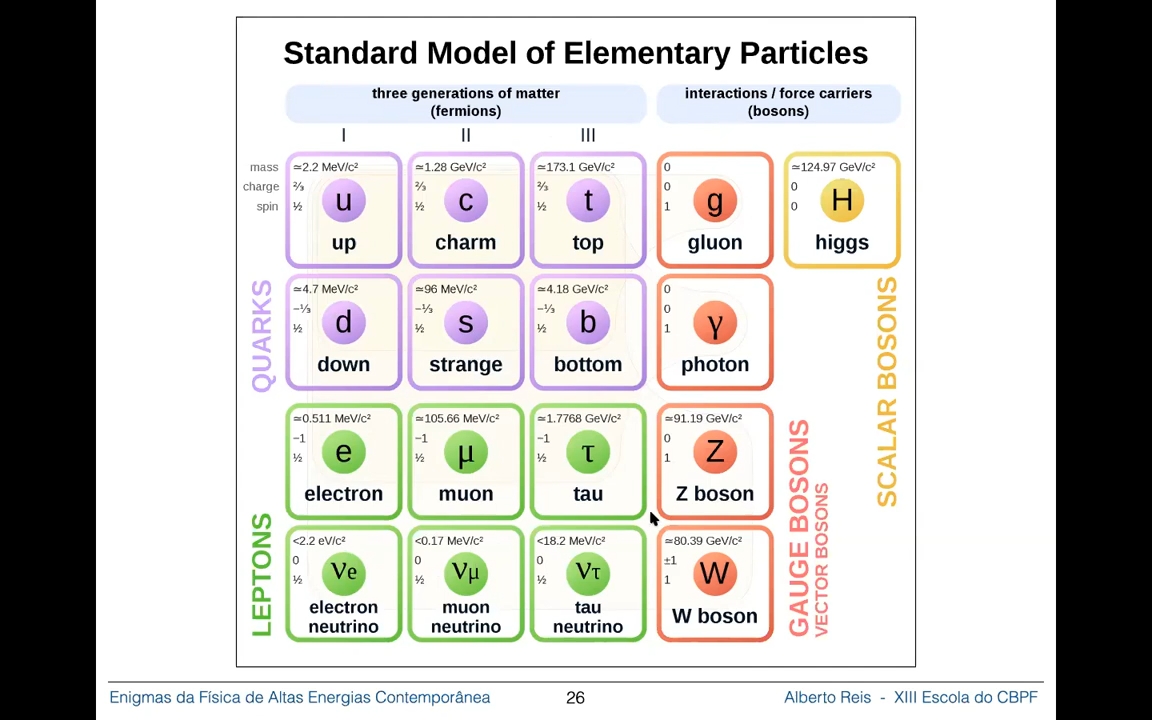 Standard Model of Elementary Particles
three generations of matter
(fermions)
interactions / force carriers
(bosons)
I II III
mass
charge
spin
≃2.2 MeV/c²
⅔
½
u
up
≃1.28 GeV/c²
⅔
½
c
charm
≃173.1 GeV/c²
⅔
½
t
top
0
0
1
g
gluon
≃124.97 GeV/c²
0
0
H
higgs
QUARKS
≃4.7 MeV/c²
−⅓
½
d
down
≃96 MeV/c²
−⅓
½
s
strange
≃4.18 GeV/c²
−⅓
½
b
bottom
0
0
1
γ
photon
SCALAR BOSONS
LEPTONS
≃0.511 MeV/c²
−1
½
e
electron
≃105.66 MeV/c²
−1
½
μ
muon
≃1.7768 GeV/c²
−1
½
τ
tau
≃91.19 GeV/c²
0
1
Z
Z boson
GAUGE BOSONS
VECTOR BOSONS
<2.2 eV/c²
0
½
νe
electron
neutrino
<0.17 MeV/c²
0
½
νμ
muon
neutrino
<18.2 MeV/c²
0
½
ντ
tau
neutrino
≃80.39 GeV/c²
±1
1
W
W boson
Enigmas da Física de Altas Energias Contemporânea
26
Alberto Reis - XIII Escola do CBPF